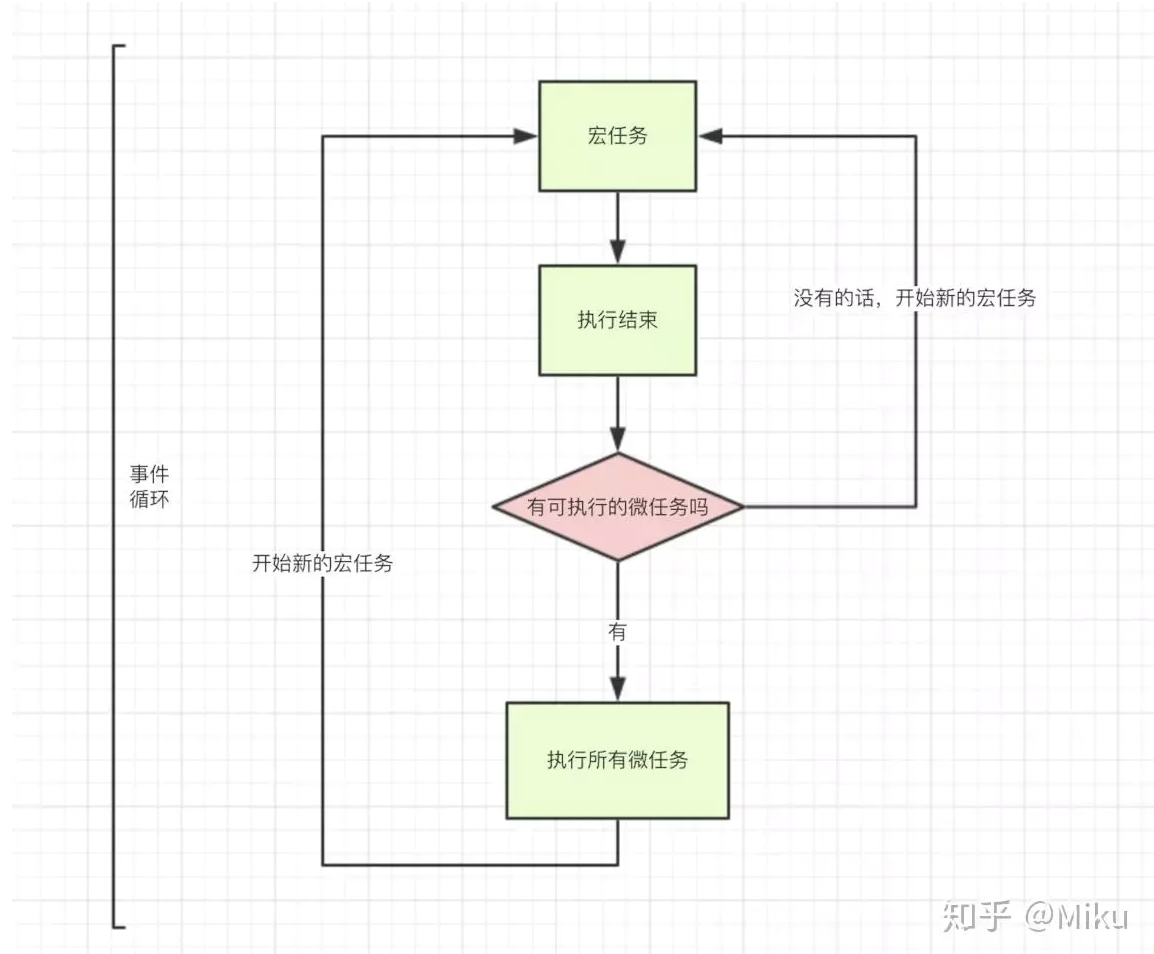 宏任务
执行结束
没有的话，开始新的宏任务
事件
循环
有可执行的微任务吗
开始新的宏任务
有
执行所有微任务
知乎 @Miku